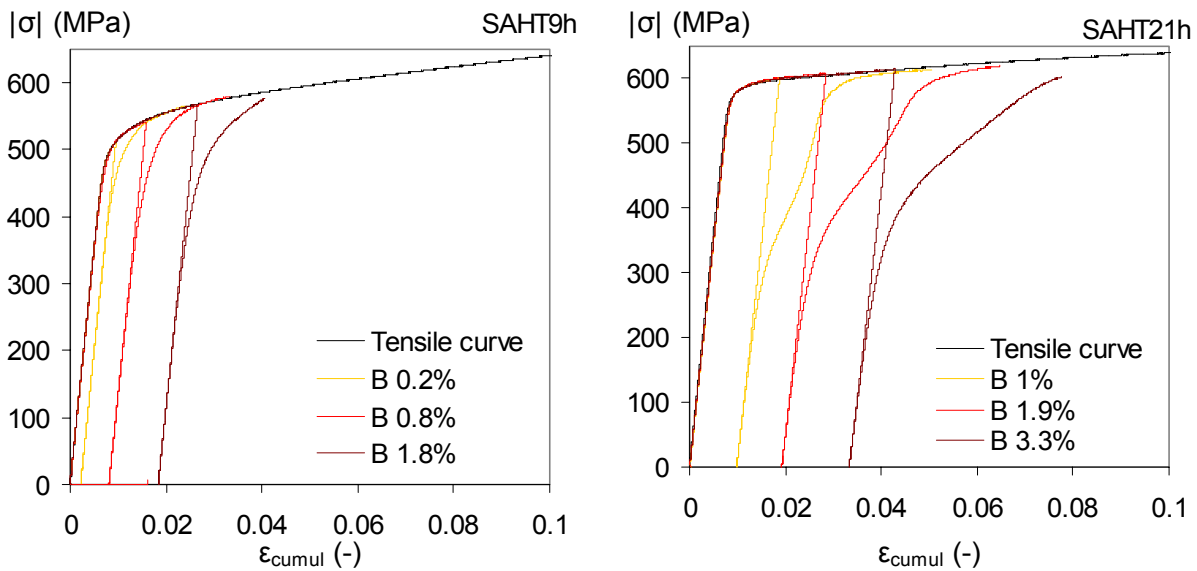 |σ| (MPa)
SAHT9h
600
500
400
300
200
100
0
0
0.02
0.04
0.06
0.08
0.1
Tensile curve
B 0.2%
B 0.8%
B 1.8%
εcumul (-)
|σ| (MPa)
SAHT21h
600
500
400
300
200
100
0
0
0.02
0.04
0.06
0.08
0.1
Tensile curve
B 1%
B 1.9%
B 3.3%
εcumul (-)